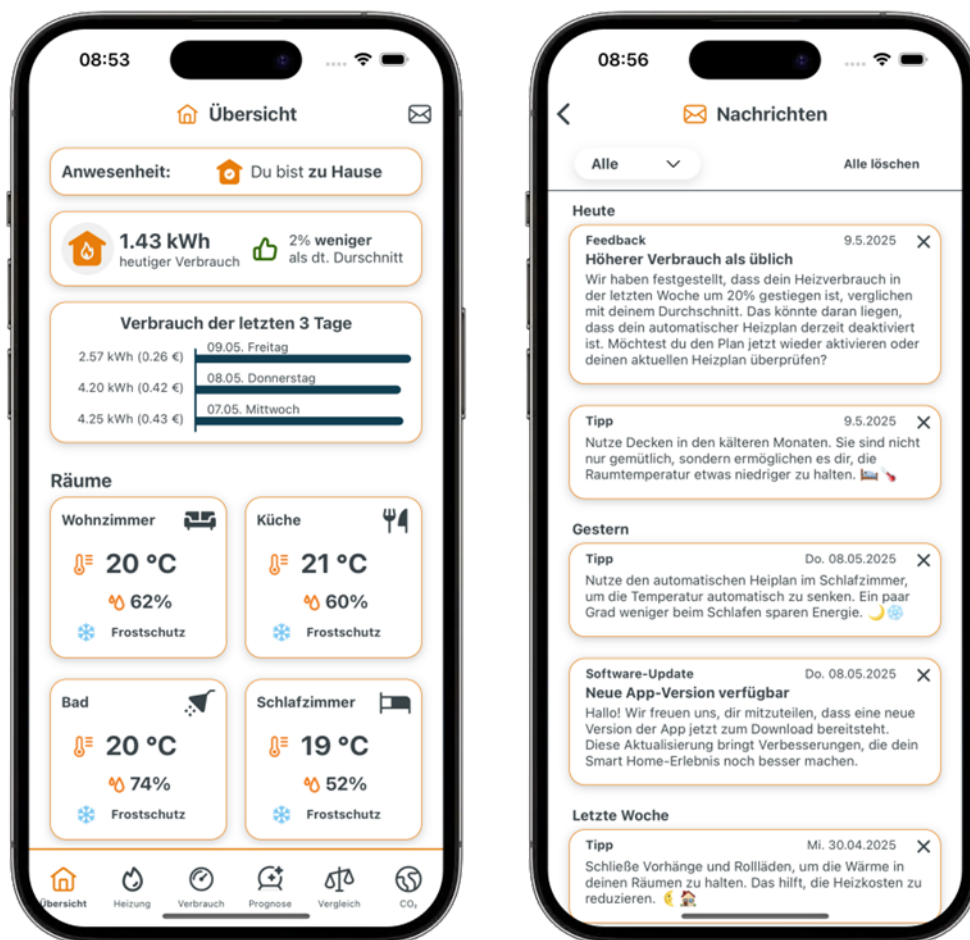 08:53
Übersicht
Anwesenheit: Du bist zu Hause
1.43 kWh
heutiger Verbrauch
2% weniger
als dt. Durschnitt
Verbrauch der letzten 3 Tage
09.05. Freitag
2.57 kWh (0.26 €)
08.05. Donnerstag
4.20 kWh (0.42 €)
07.05. Mittwoch
4.25 kWh (0.43 €)
Räume
Wohnzimmer
20 °C
62%
Frostschutz
Küche
21 °C
60%
Frostschutz
Bad
20 °C
74%
Frostschutz
Schlafzimmer
19 °C
52%
Frostschutz
Übersicht
Heizung
Verbrauch
Prognose
Vergleich
CO₂
08:56
Nachrichten
Alle
Alle löschen
Heute
Feedback 9.5.2025
Höherer Verbrauch als üblich
Wir haben festgestellt, dass dein Heizverbrauch in
der letzten Woche um 20% gestiegen ist, verglichen
mit deinem Durchschnitt. Das könnte daran liegen,
dass dein automatischer Heizplan derzeit deaktiviert
ist. Möchtest du den Plan jetzt wieder aktivieren oder
deinen aktuellen Heizplan überprüfen?
Tipp 9.5.2025
Nutze Decken in den kälteren Monaten. Sie sind nicht
nur gemütlich, sondern ermöglichen es dir, die
Raumtemperatur etwas niedriger zu halten. 🛌🌡️
Gestern
Tipp Do. 08.05.2025
Nutze den automatischen Heiplan im Schlafzimmer,
um die Temperatur automatisch zu senken. Ein paar
Grad weniger beim Schlafen sparen Energie. 🌙❄️
Software-Update Do. 08.05.2025
Neue App-Version verfügbar
Hallo! Wir freuen uns, dir mitzuteilen, dass eine neue
Version der App jetzt zum Download bereitsteht.
Diese Aktualisierung bringt Verbesserungen, die dein
Smart Home-Erlebnis noch besser machen.
Letzte Woche
Tipp Mi. 30.04.2025
Schließe Vorhänge und Rollläden, um die Wärme in
deinen Räumen zu halten. Das hilft, die Heizkosten zu
reduzieren. 🌜🏠